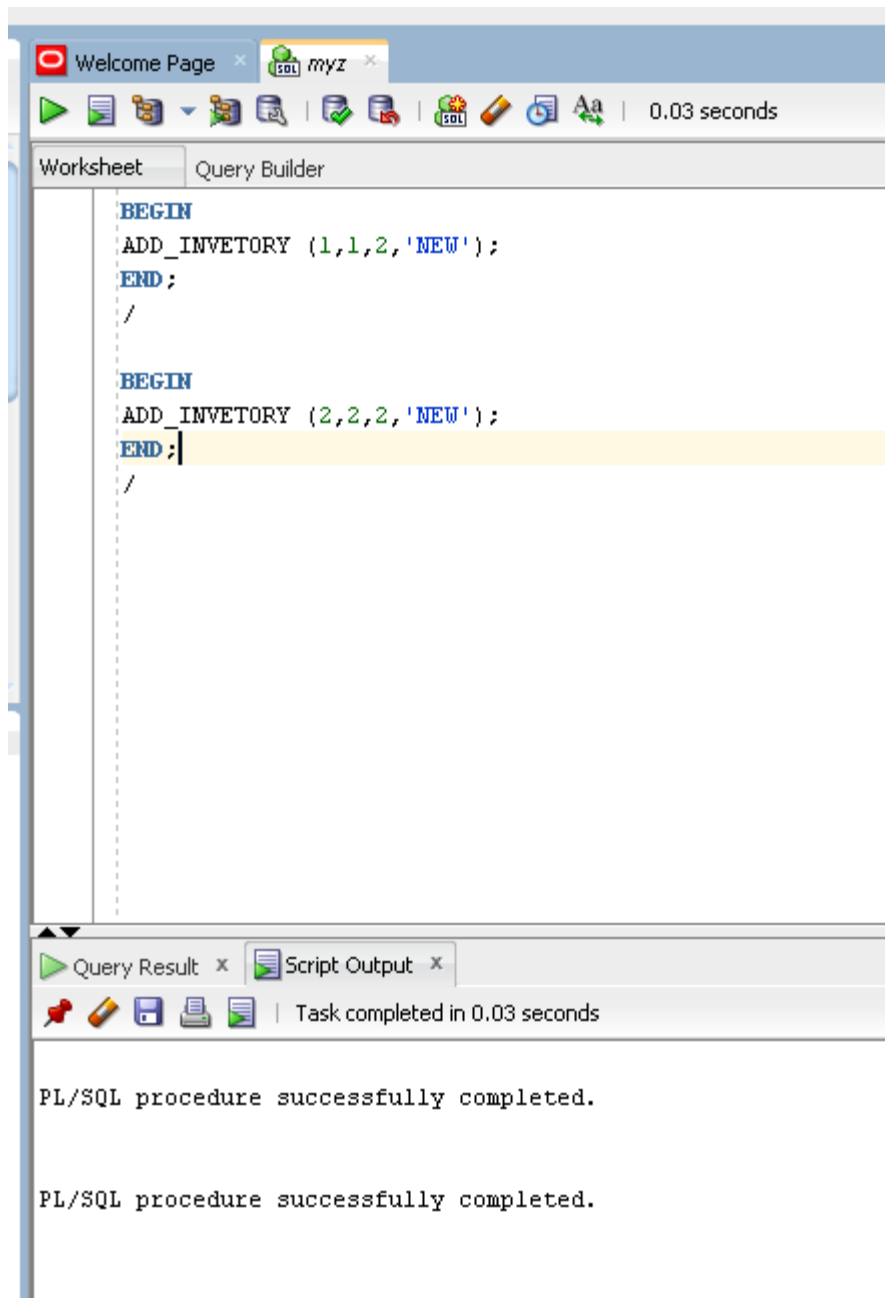 Welcome Page myz
0.03 seconds
Worksheet Query Builder
BEGIN
ADD_INVETORY (1,1,2,'NEW');
END;
/
BEGIN
ADD_INVETORY (2,2,2,'NEW');
END;
/
Query Result x Script Output x
Task completed in 0.03 seconds
PL/SQL procedure successfully completed.
PL/SQL procedure successfully completed.